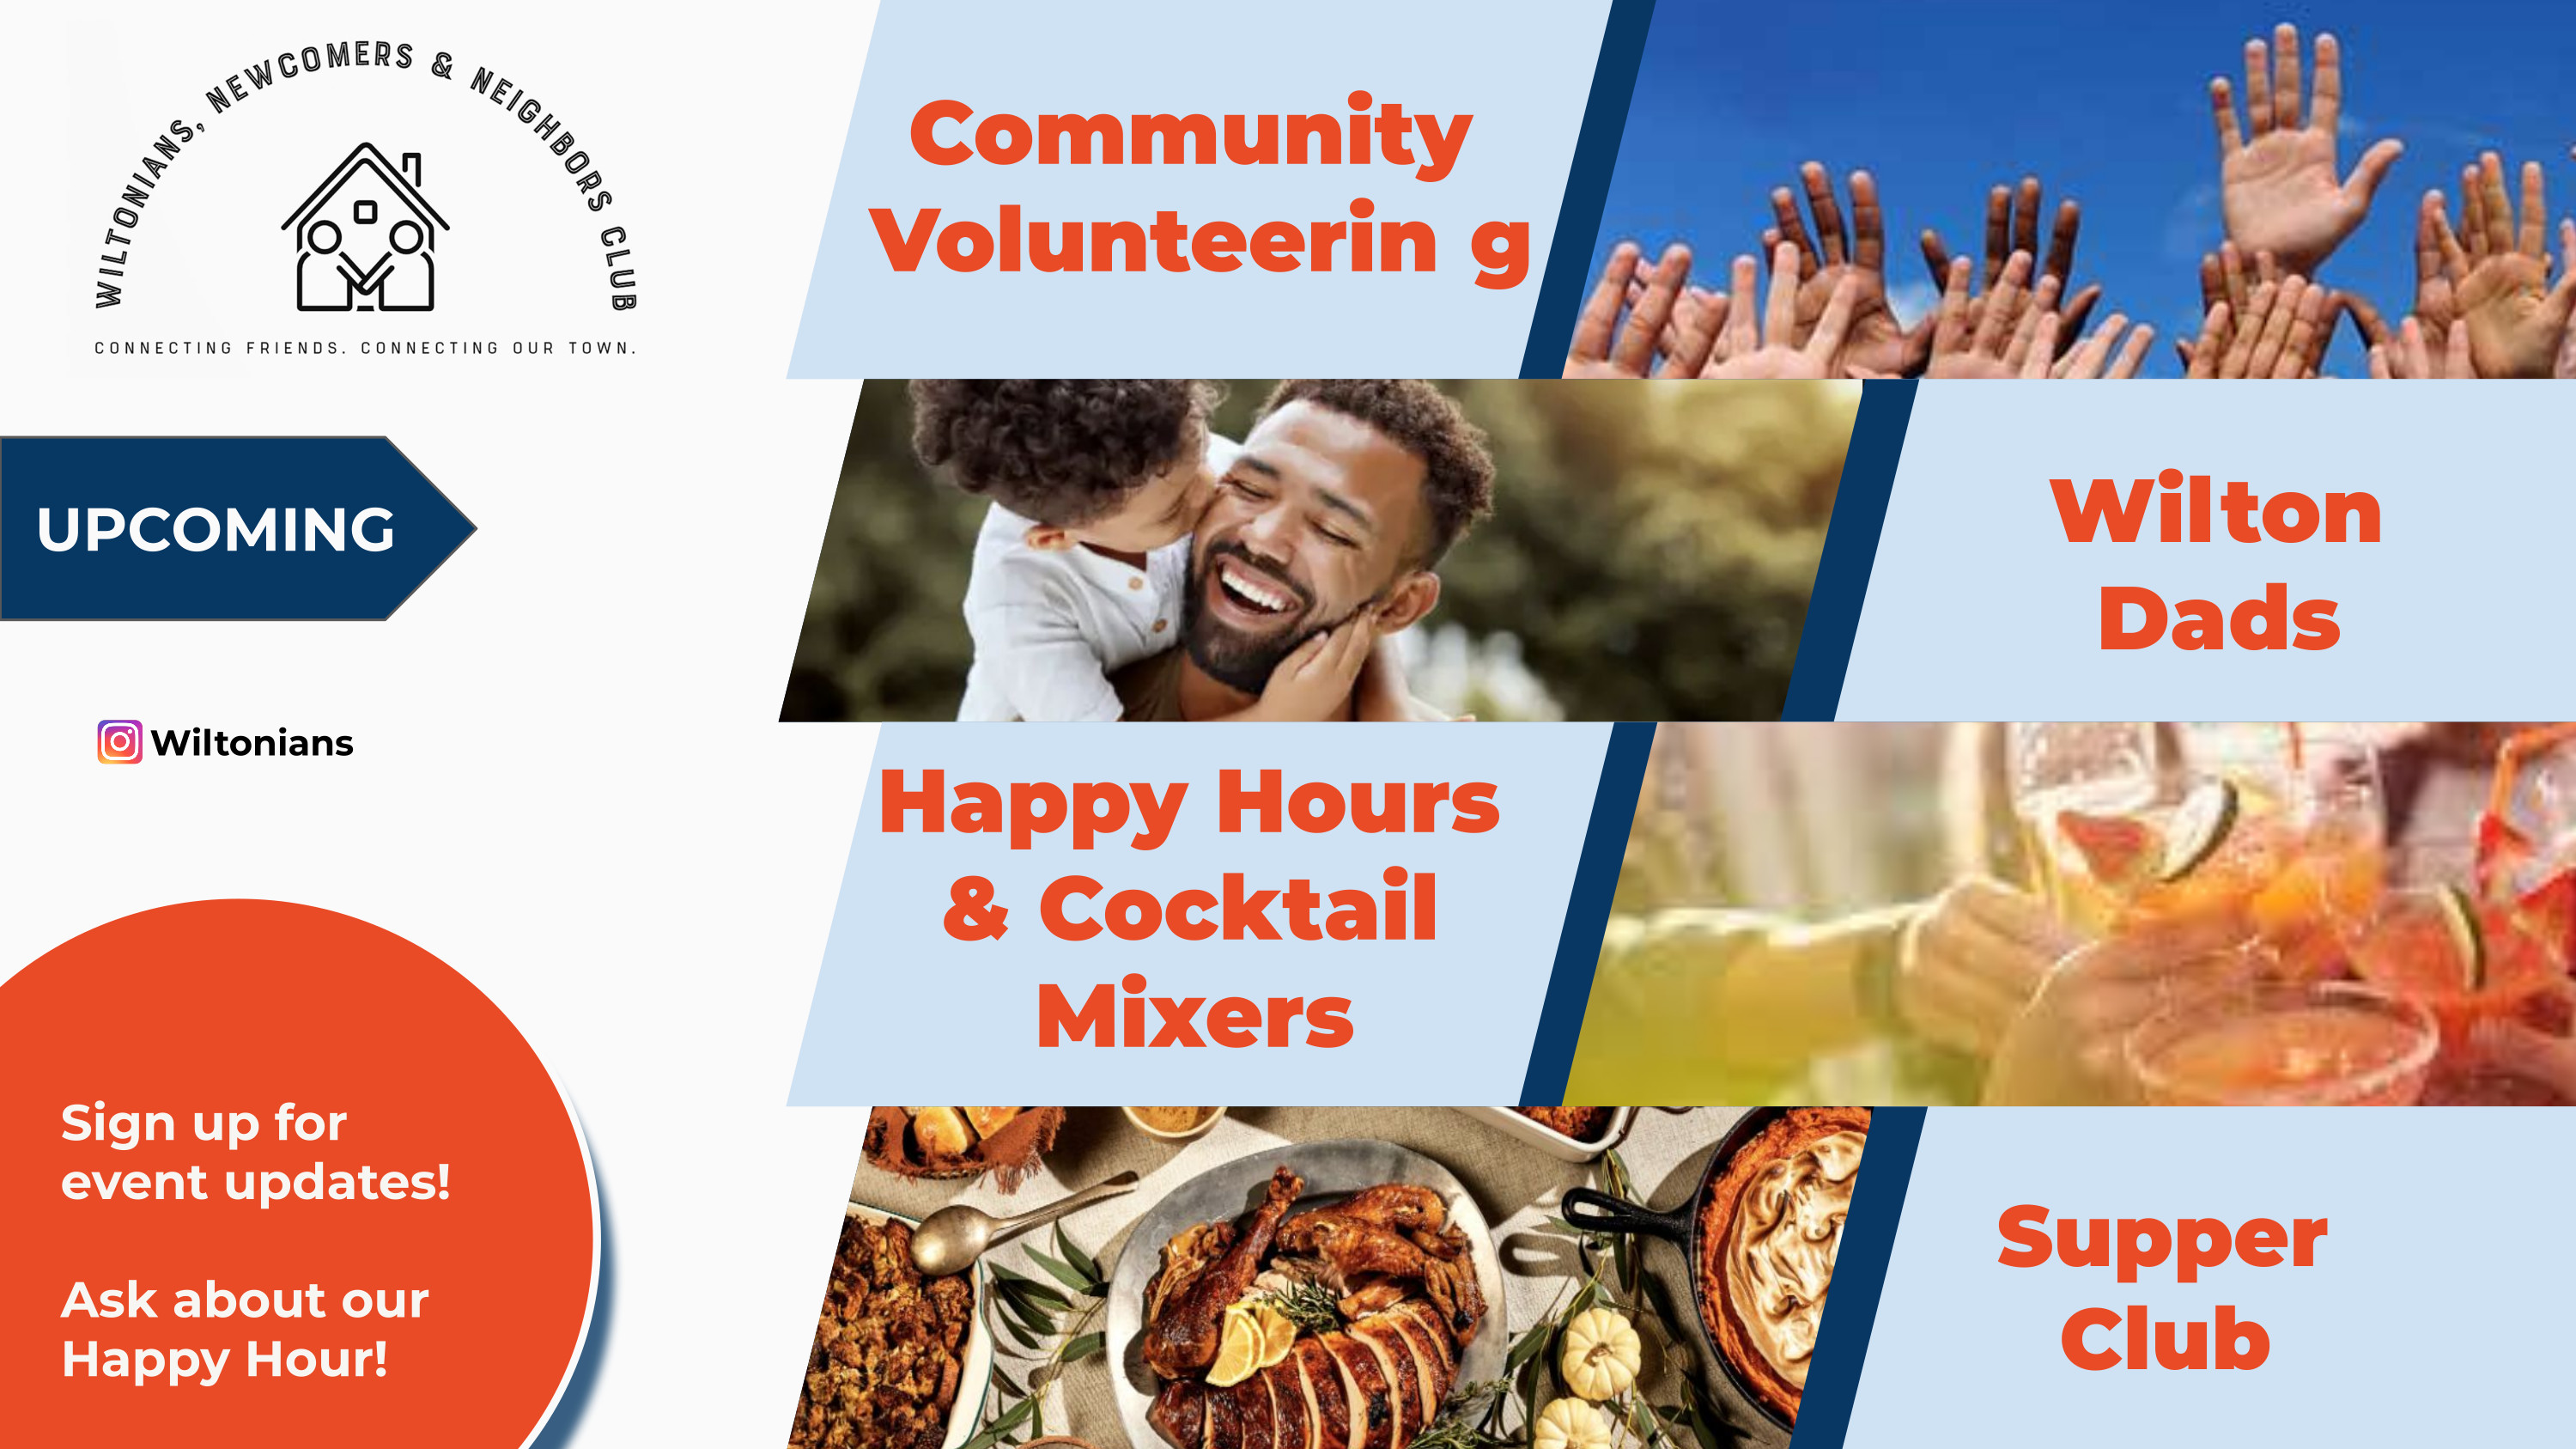 WILTONIANS, NEWCOMERS & NEIGHBORS CLUB
CONNECTING FRIENDS. CONNECTING OUR TOWN.
UPCOMING
Wiltonians
Sign up for
event updates!
Ask about our
Happy Hour!
Community
Volunteerin g
Wilton
Dads
Happy Hours
& Cocktail
Mixers
Supper
Club